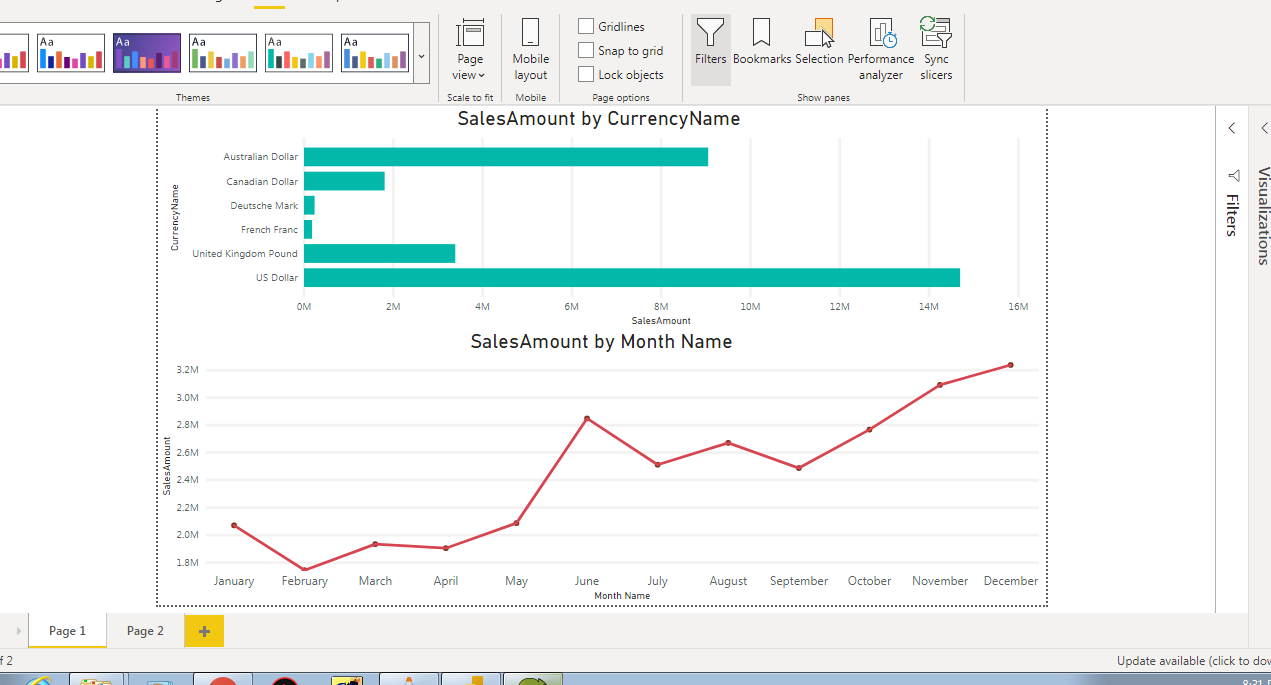 Aa Aa Aa Aa Aa
Page view
Mobile layout
Gridlines
Snap to grid
Lock objects
Filters
Bookmarks
Selection
Performance analyzer
Sync slicers
Themes
Scale to fit
Mobile
Page options
Show panes
SalesAmount by CurrencyName
CurrencyName
Australian Dollar
Canadian Dollar
Deutsche Mark
French Franc
United Kingdom Pound
US Dollar
0M 2M 4M 6M 8M 10M 12M 14M 16M
SalesAmount
SalesAmount by Month Name
SalesAmount
3.2M
3.0M
2.8M
2.6M
2.4M
2.2M
2.0M
1.8M
January February March April May June July August September October November December
Month Name
Filters
Visualizations
Page 1
Page 2
f 2
Update available (click to dow